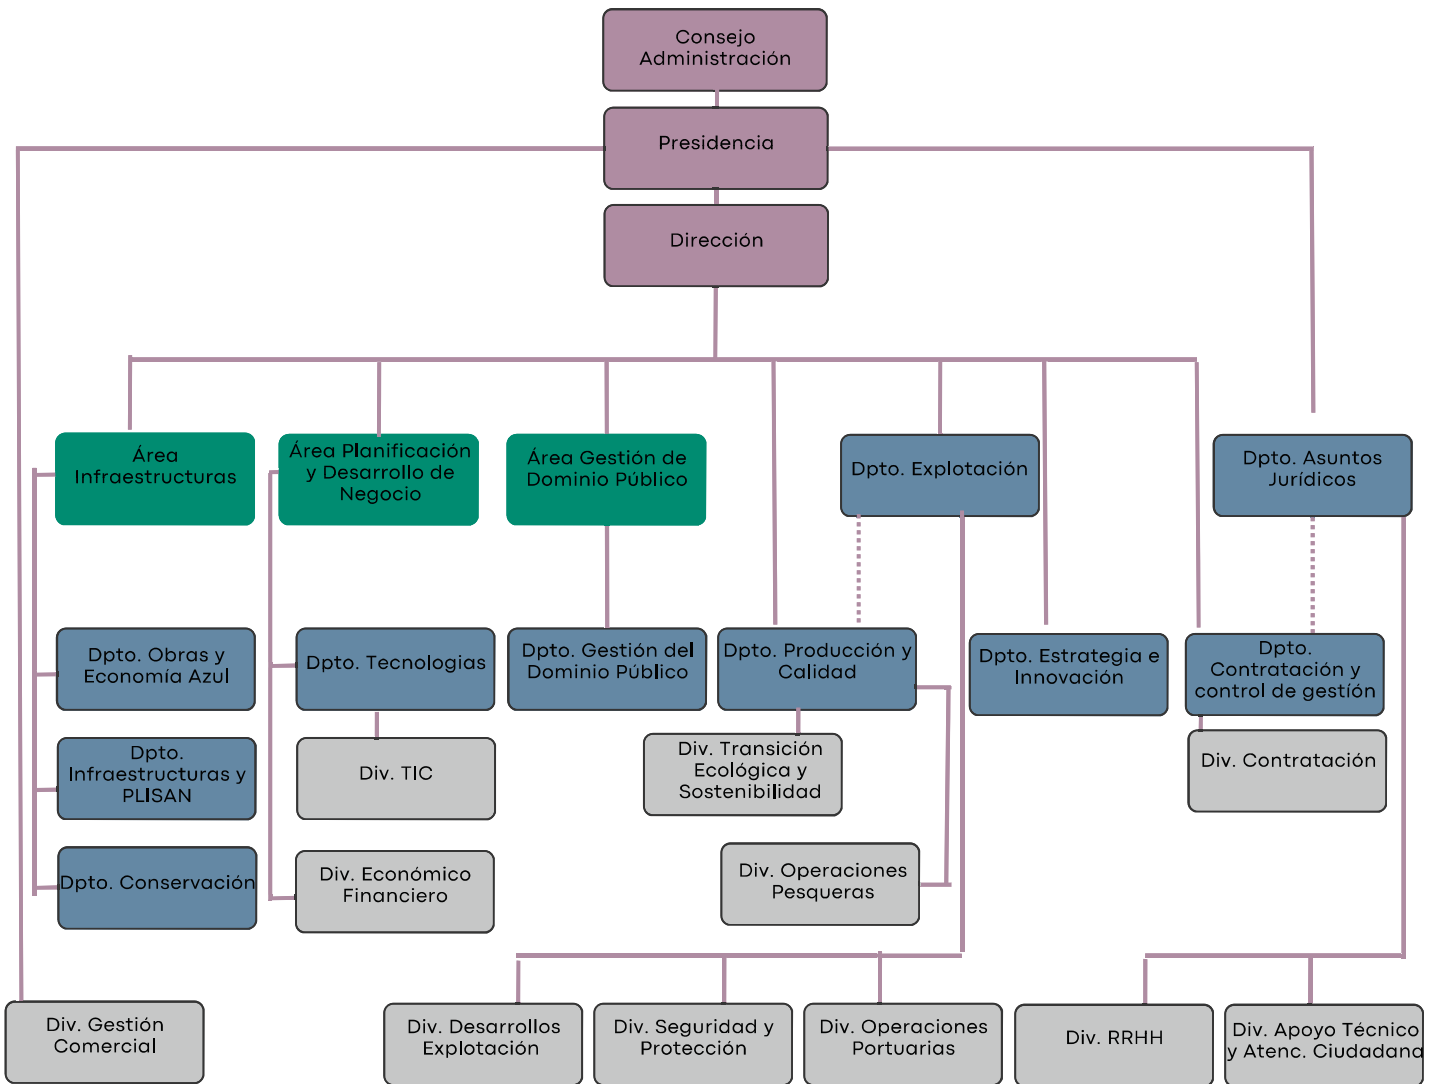 Consejo
Administración
Presidencia
Dirección
Área
Infraestructuras
Área Planificación
y Desarrollo de
Negocio
Área Gestión de
Dominio Público
Dpto. Explotación
Dpto. Asuntos
Jurídicos
Dpto. Obras y
Economía Azul
Dpto. Tecnologias
Dpto. Gestión del
Dominio Público
Dpto. Producción y
Calidad
Dpto. Estrategia e
Innovación
Dpto.
Contratación y
control de gestíón
Dpto.
Infraestructuras y
PLISAN
Div. TIC
Div. Transición
Ecológica y
Sostenibilidad
Div. Contratación
Dpto. Conservación
Div. Económico
Financiero
Div. Operaciones
Pesqueras
Div. Gestión
Comercial
Div. Desarrollos
Explotación
Div. Seguridad y
Protección
Div. Operaciones
Portuarias
Div. RRHH
Div. Apoyo Técnico
y Atenc. Ciudadana